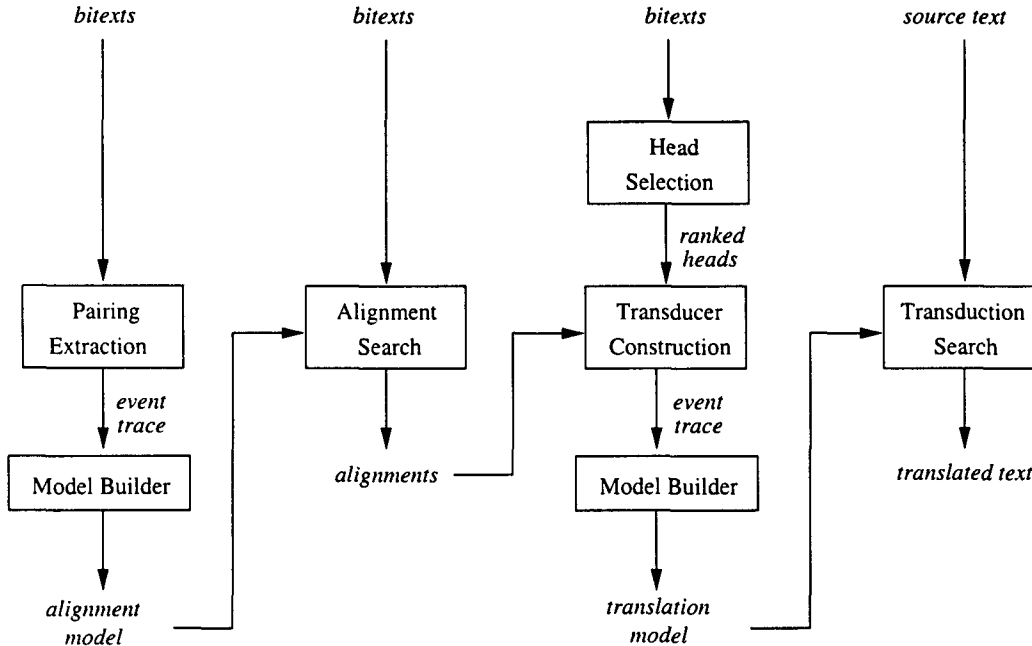 bitexts
bitexts
bitexts
source text
Head
Selection
ranked
heads
Pairing
Extraction
Alignment
Search
Transducer
Construction
Transduction
Search
event
trace
event
trace
Model Builder
alignments
Model Builder
translated text
alignment
model
translation
model